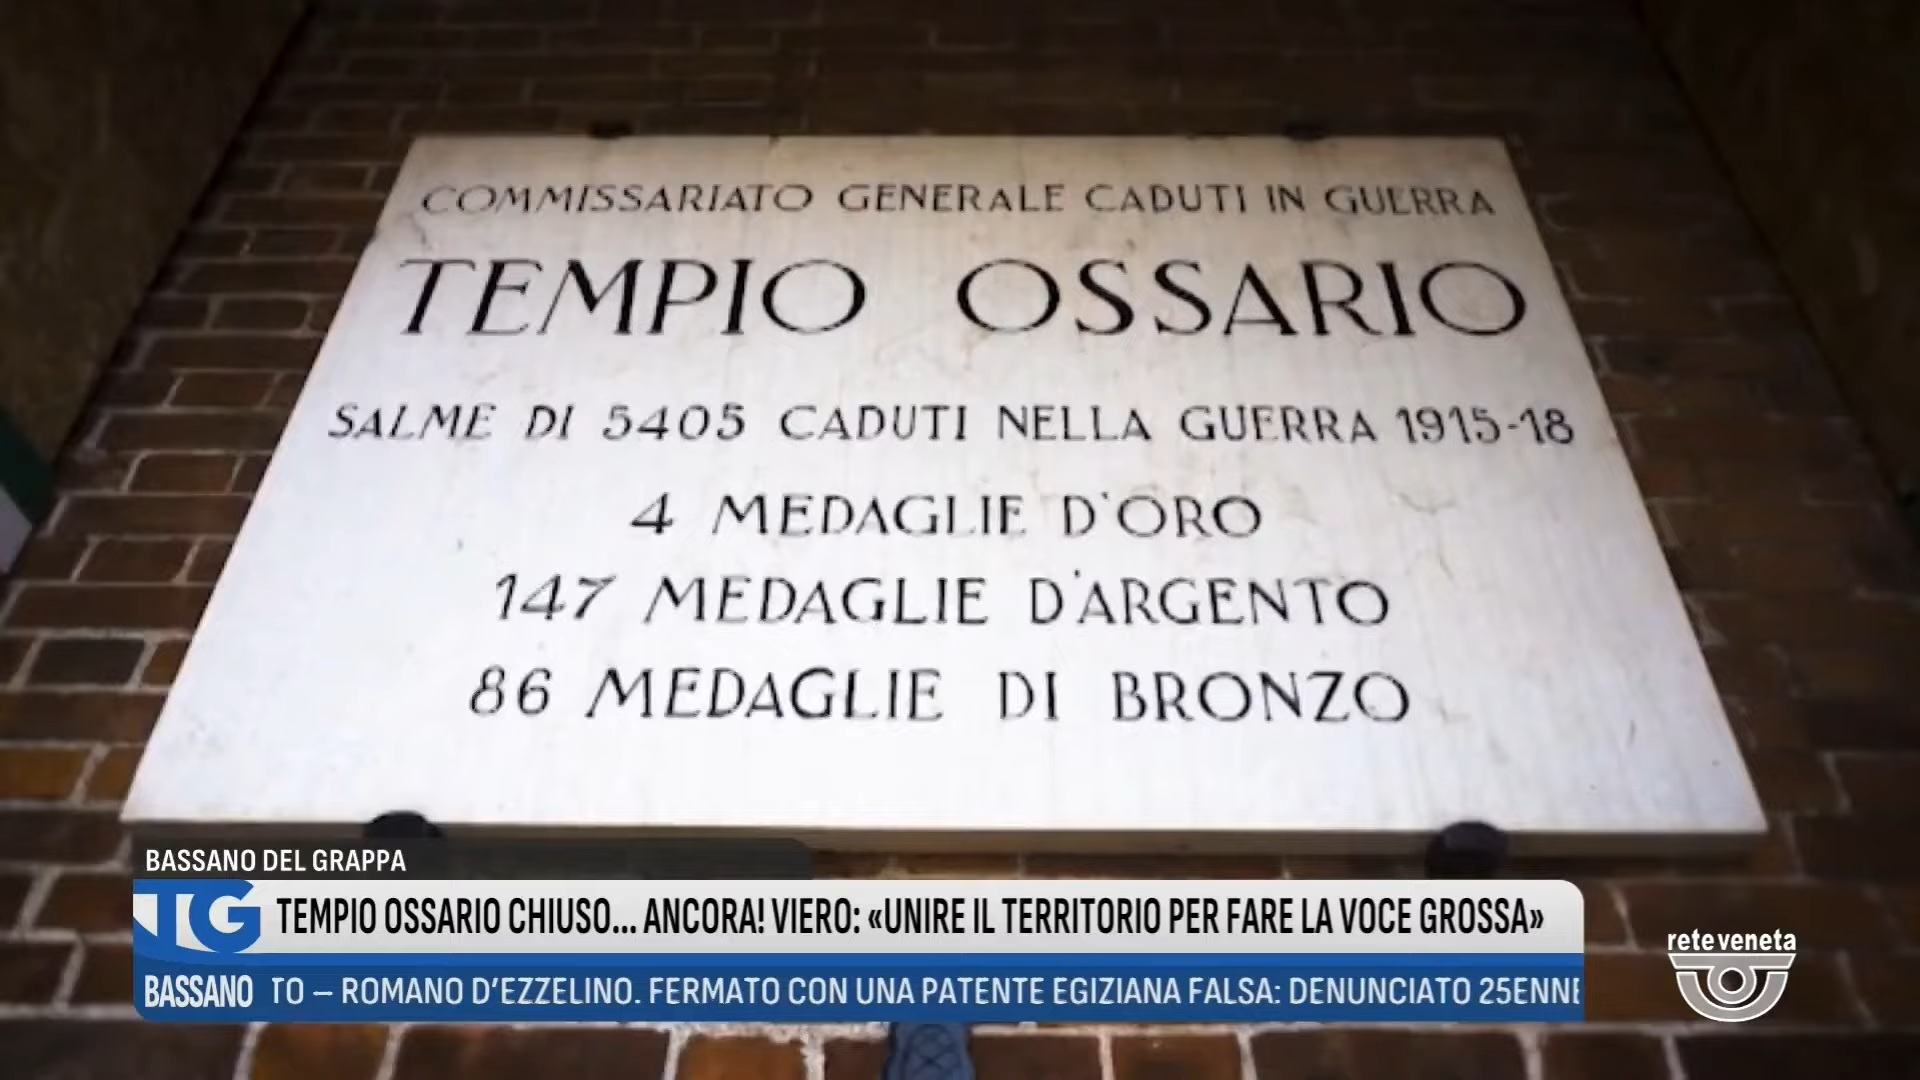 COMMISSARIATO GENERALE CADUTI IN GUERRA
TEMPIO OSSARIO
SALME DI 5405 CADUTI NELLA GUERRA 1915-18
4 MEDAGLIE D'ORO
147 MEDAGLIE D'ARGENTO
86 MEDAGLIE DI BRONZO
BASSANO DEL GRAPPA
TG TEMPIO OSSARIO CHIUSO... ANCORA! VIERO: «UNIRE IL TERRITORIO PER FARE LA VOCE GROSSA»
BASSANO TO – ROMANO D'EZZELINO. FERMATO CON UNA PATENTE EGIZIANA FALSA: DENUNCIATO 25ENNE
rete veneta